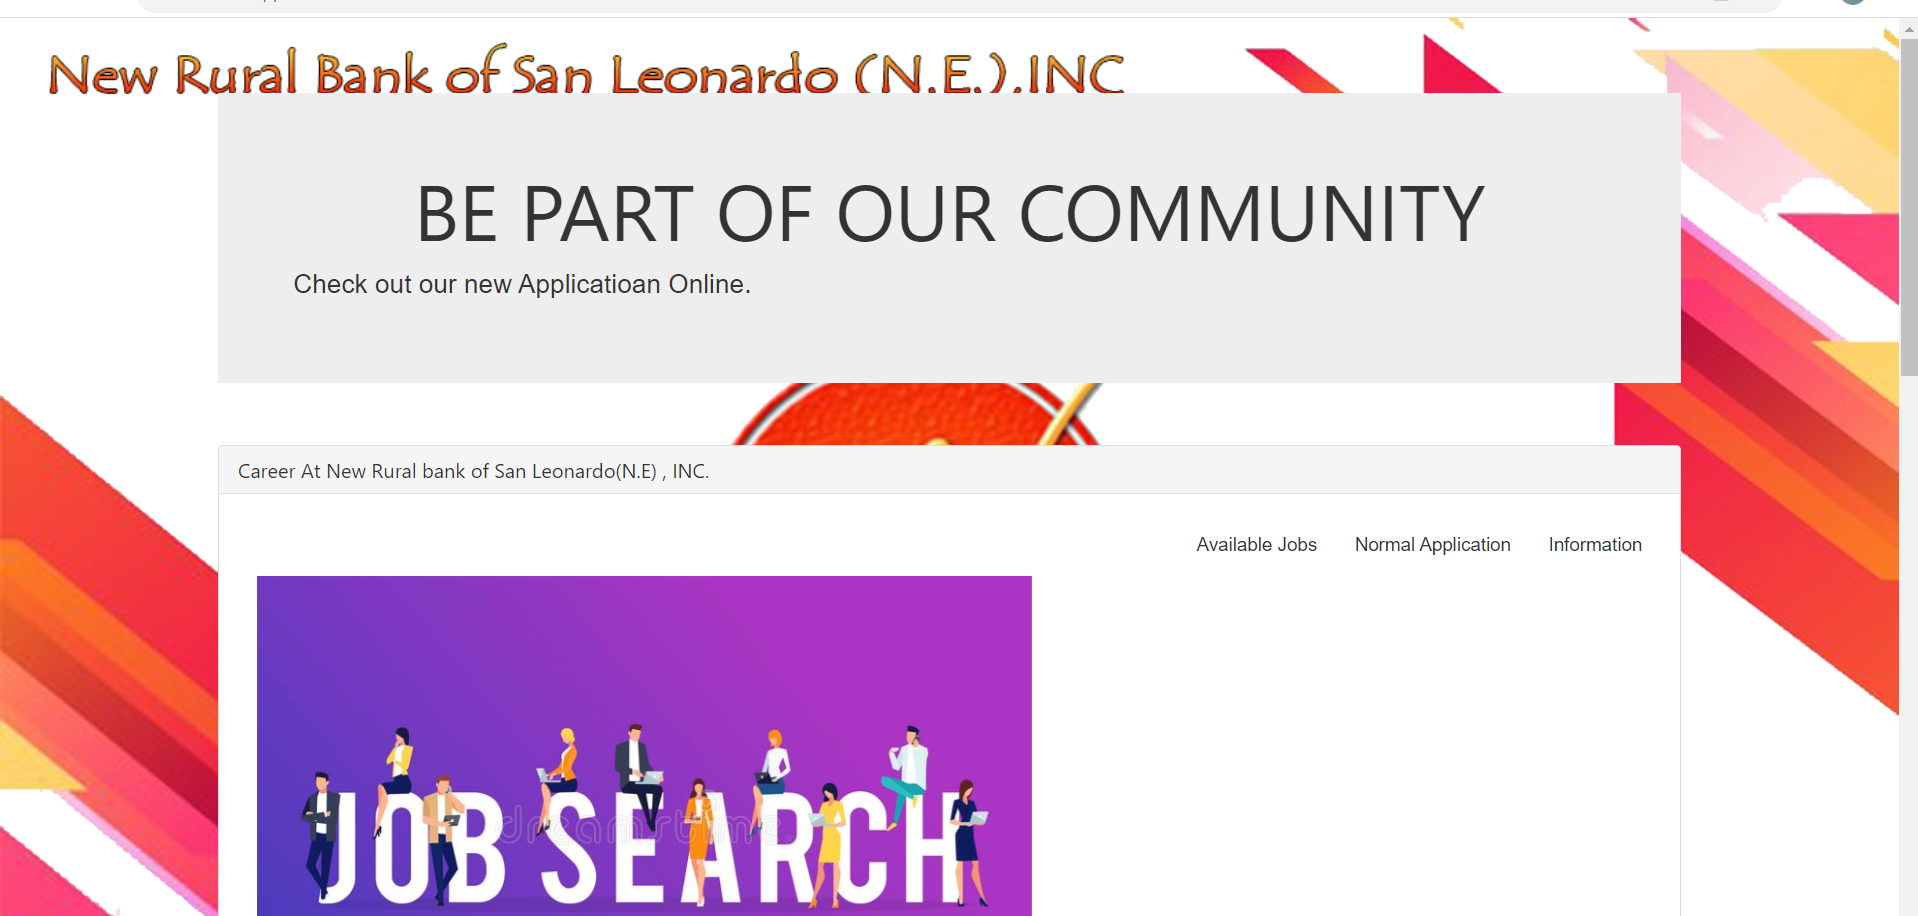 New Rural Bank of San Leonardo (N.E.),INC
BE PART OF OUR COMMUNITY
Check out our new Applicatioan Online.
Career At New Rural bank of San Leonardo(N.E) , INC.
Available Jobs Normal Application Information
JOB SEARCH
dreamstime.